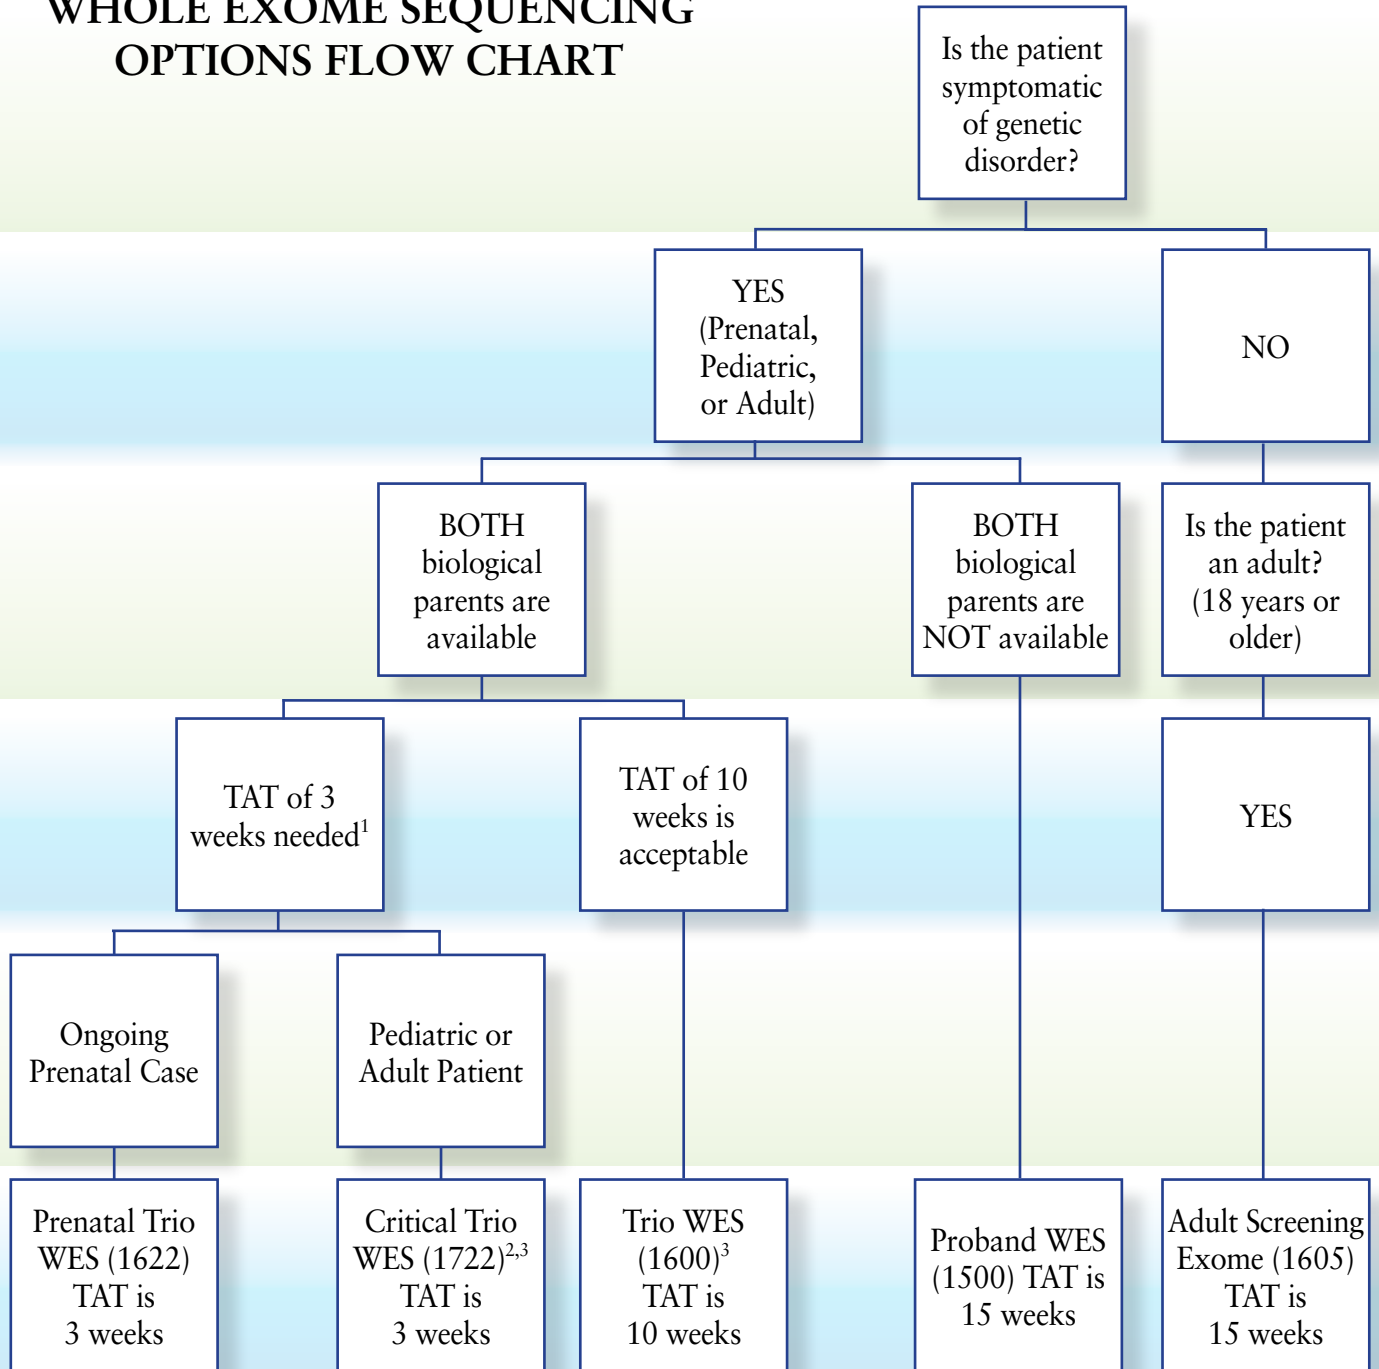 WHOLE EXOME SEQUENCING
OPTIONS FLOW CHART
Is the patient
symptomatic
of genetic
disorder?
YES
(Prenatal,
Pediatric,
or Adult)
NO
BOTH
biological
parents are
available
BOTH
biological
parents are
NOT available
Is the patient
an adult?
(18 years or
older)
TAT of 3
weeks needed¹
TAT of 10
weeks is
acceptable
YES
Ongoing
Prenatal Case
Pediatric or
Adult Patient
Prenatal Trio
WES (1622)
TAT is
3 weeks
Critical Trio
WES (1722)²,³
TAT is
3 weeks
Trio WES
(1600)³
TAT is
10 weeks
Proband WES
(1500) TAT is
15 weeks
Adult Screening
Exome (1605)
TAT is
15 weeks